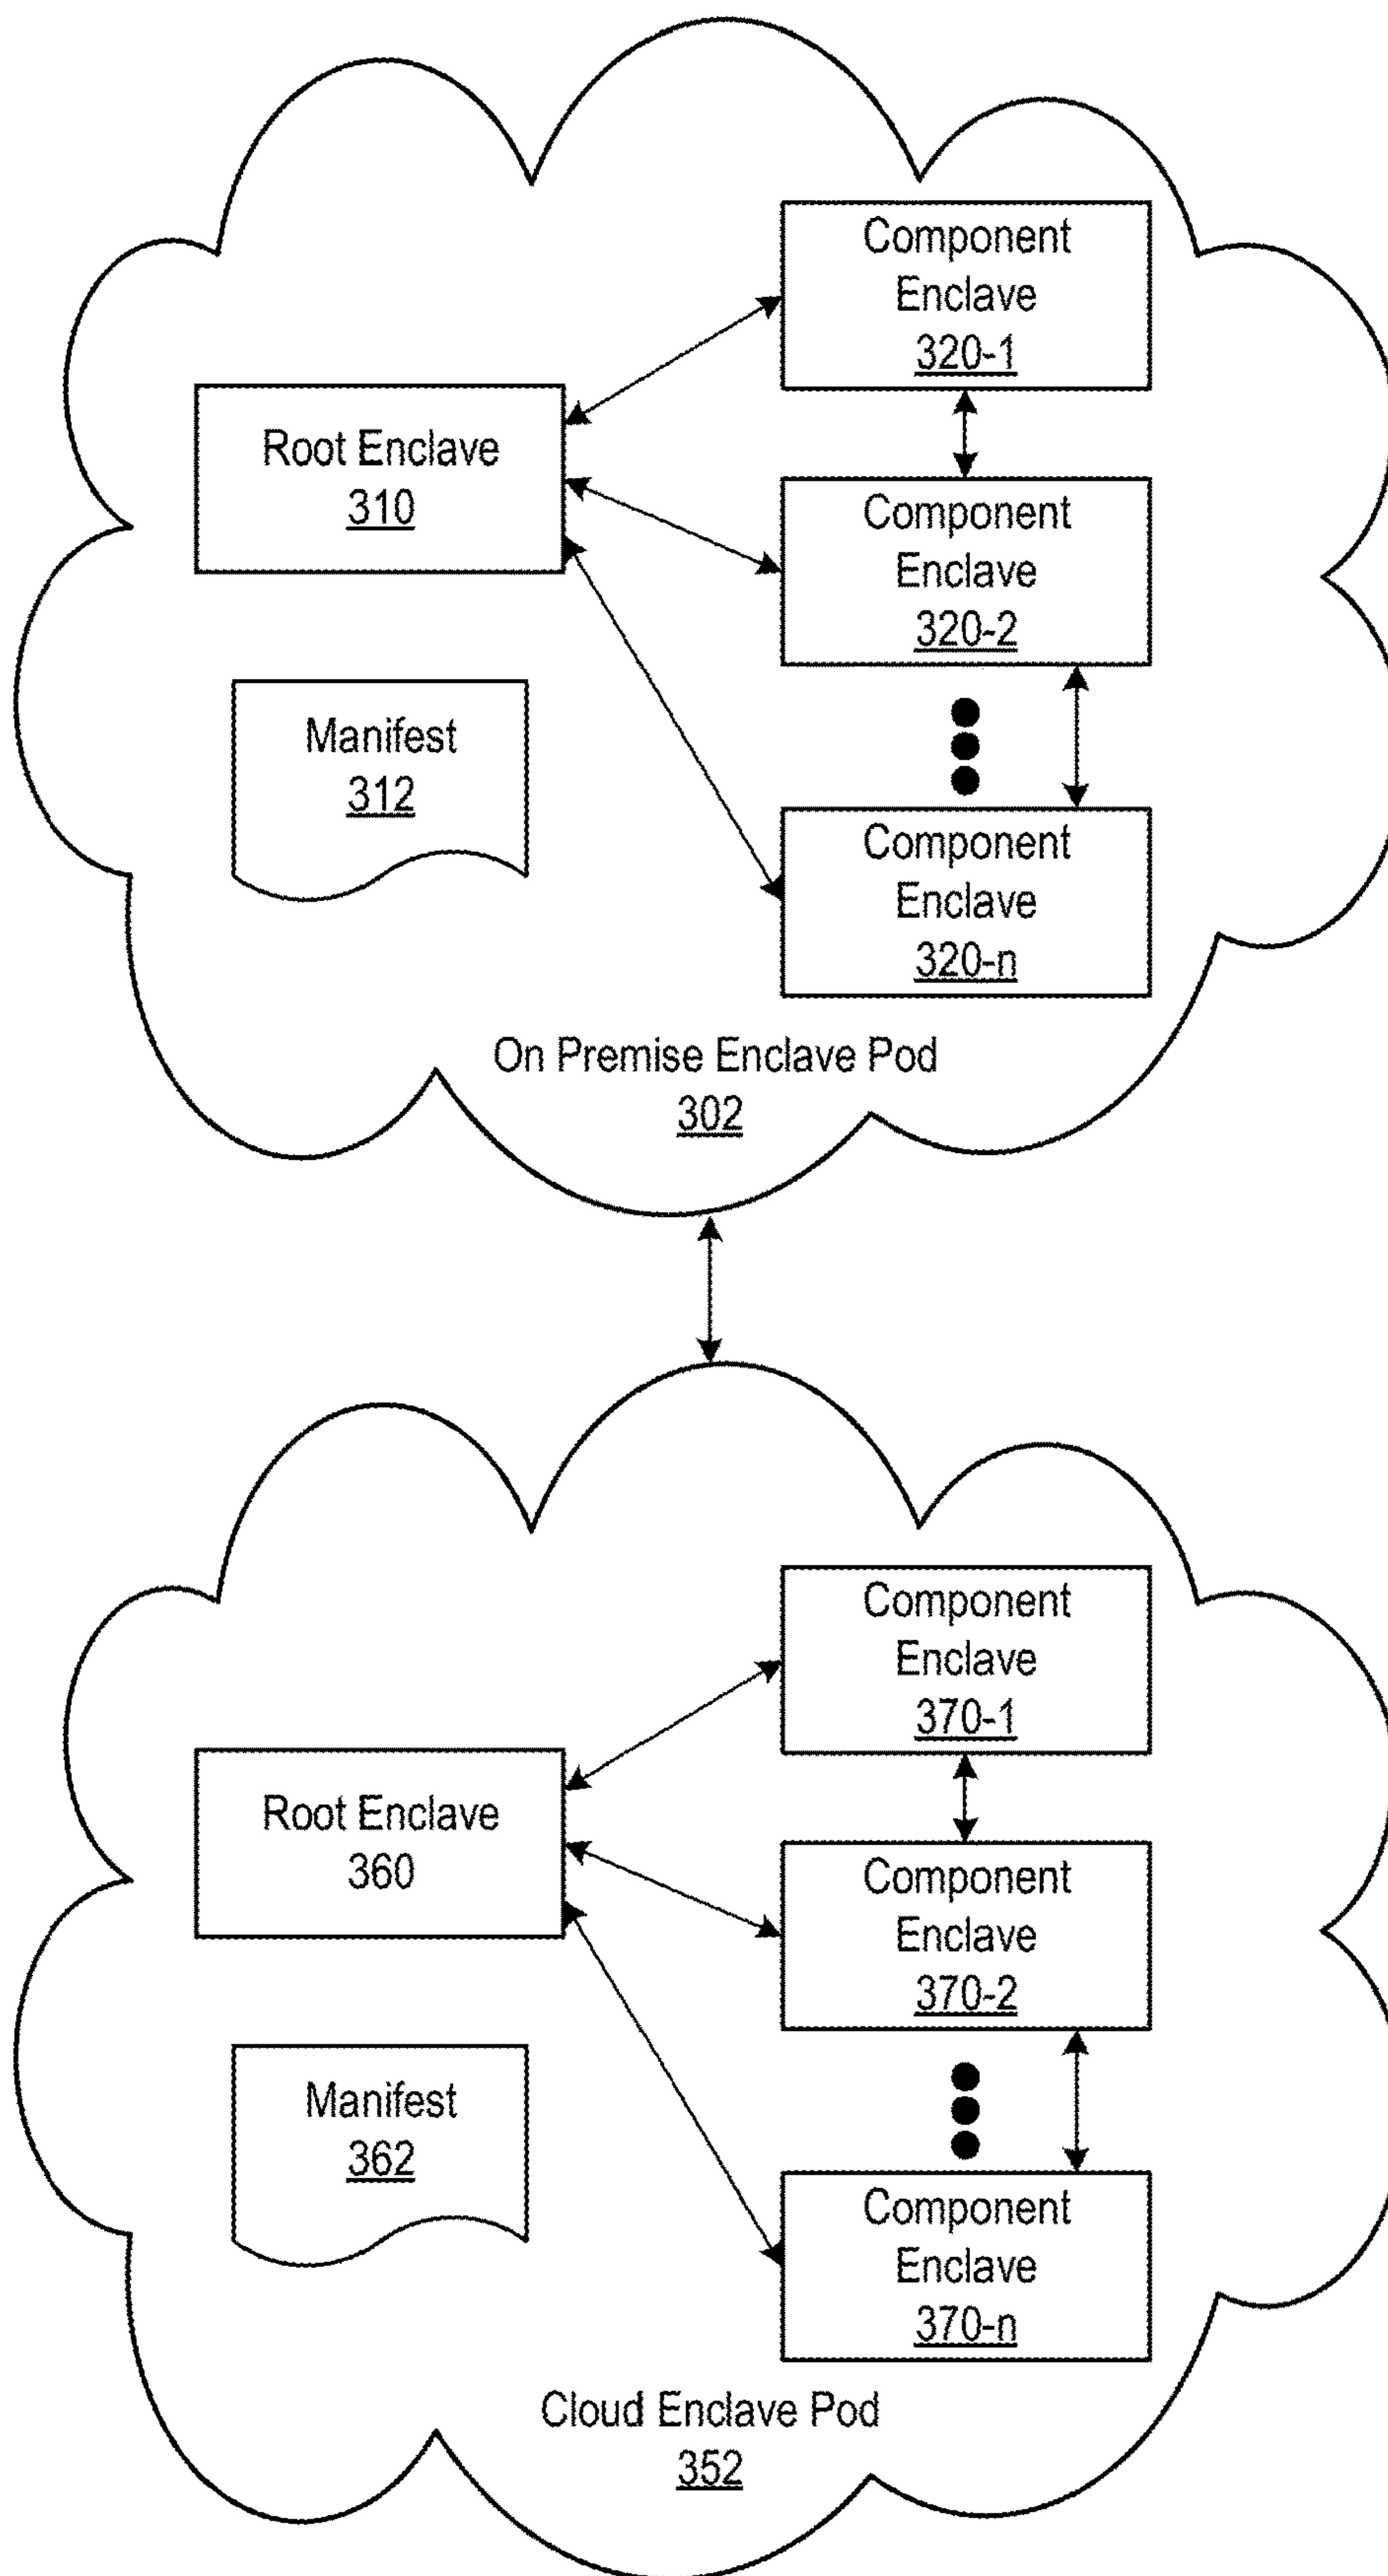 Component
Enclave
320-1
Root Enclave
310
Component
Enclave
320-2
Manifest
312
Component
Enclave
320-n
On Premise Enclave Pod
302
Component
Enclave
370-1
Root Enclave
360
Component
Enclave
370-2
Manifest
362
Component
Enclave
370-n
Cloud Enclave Pod
352